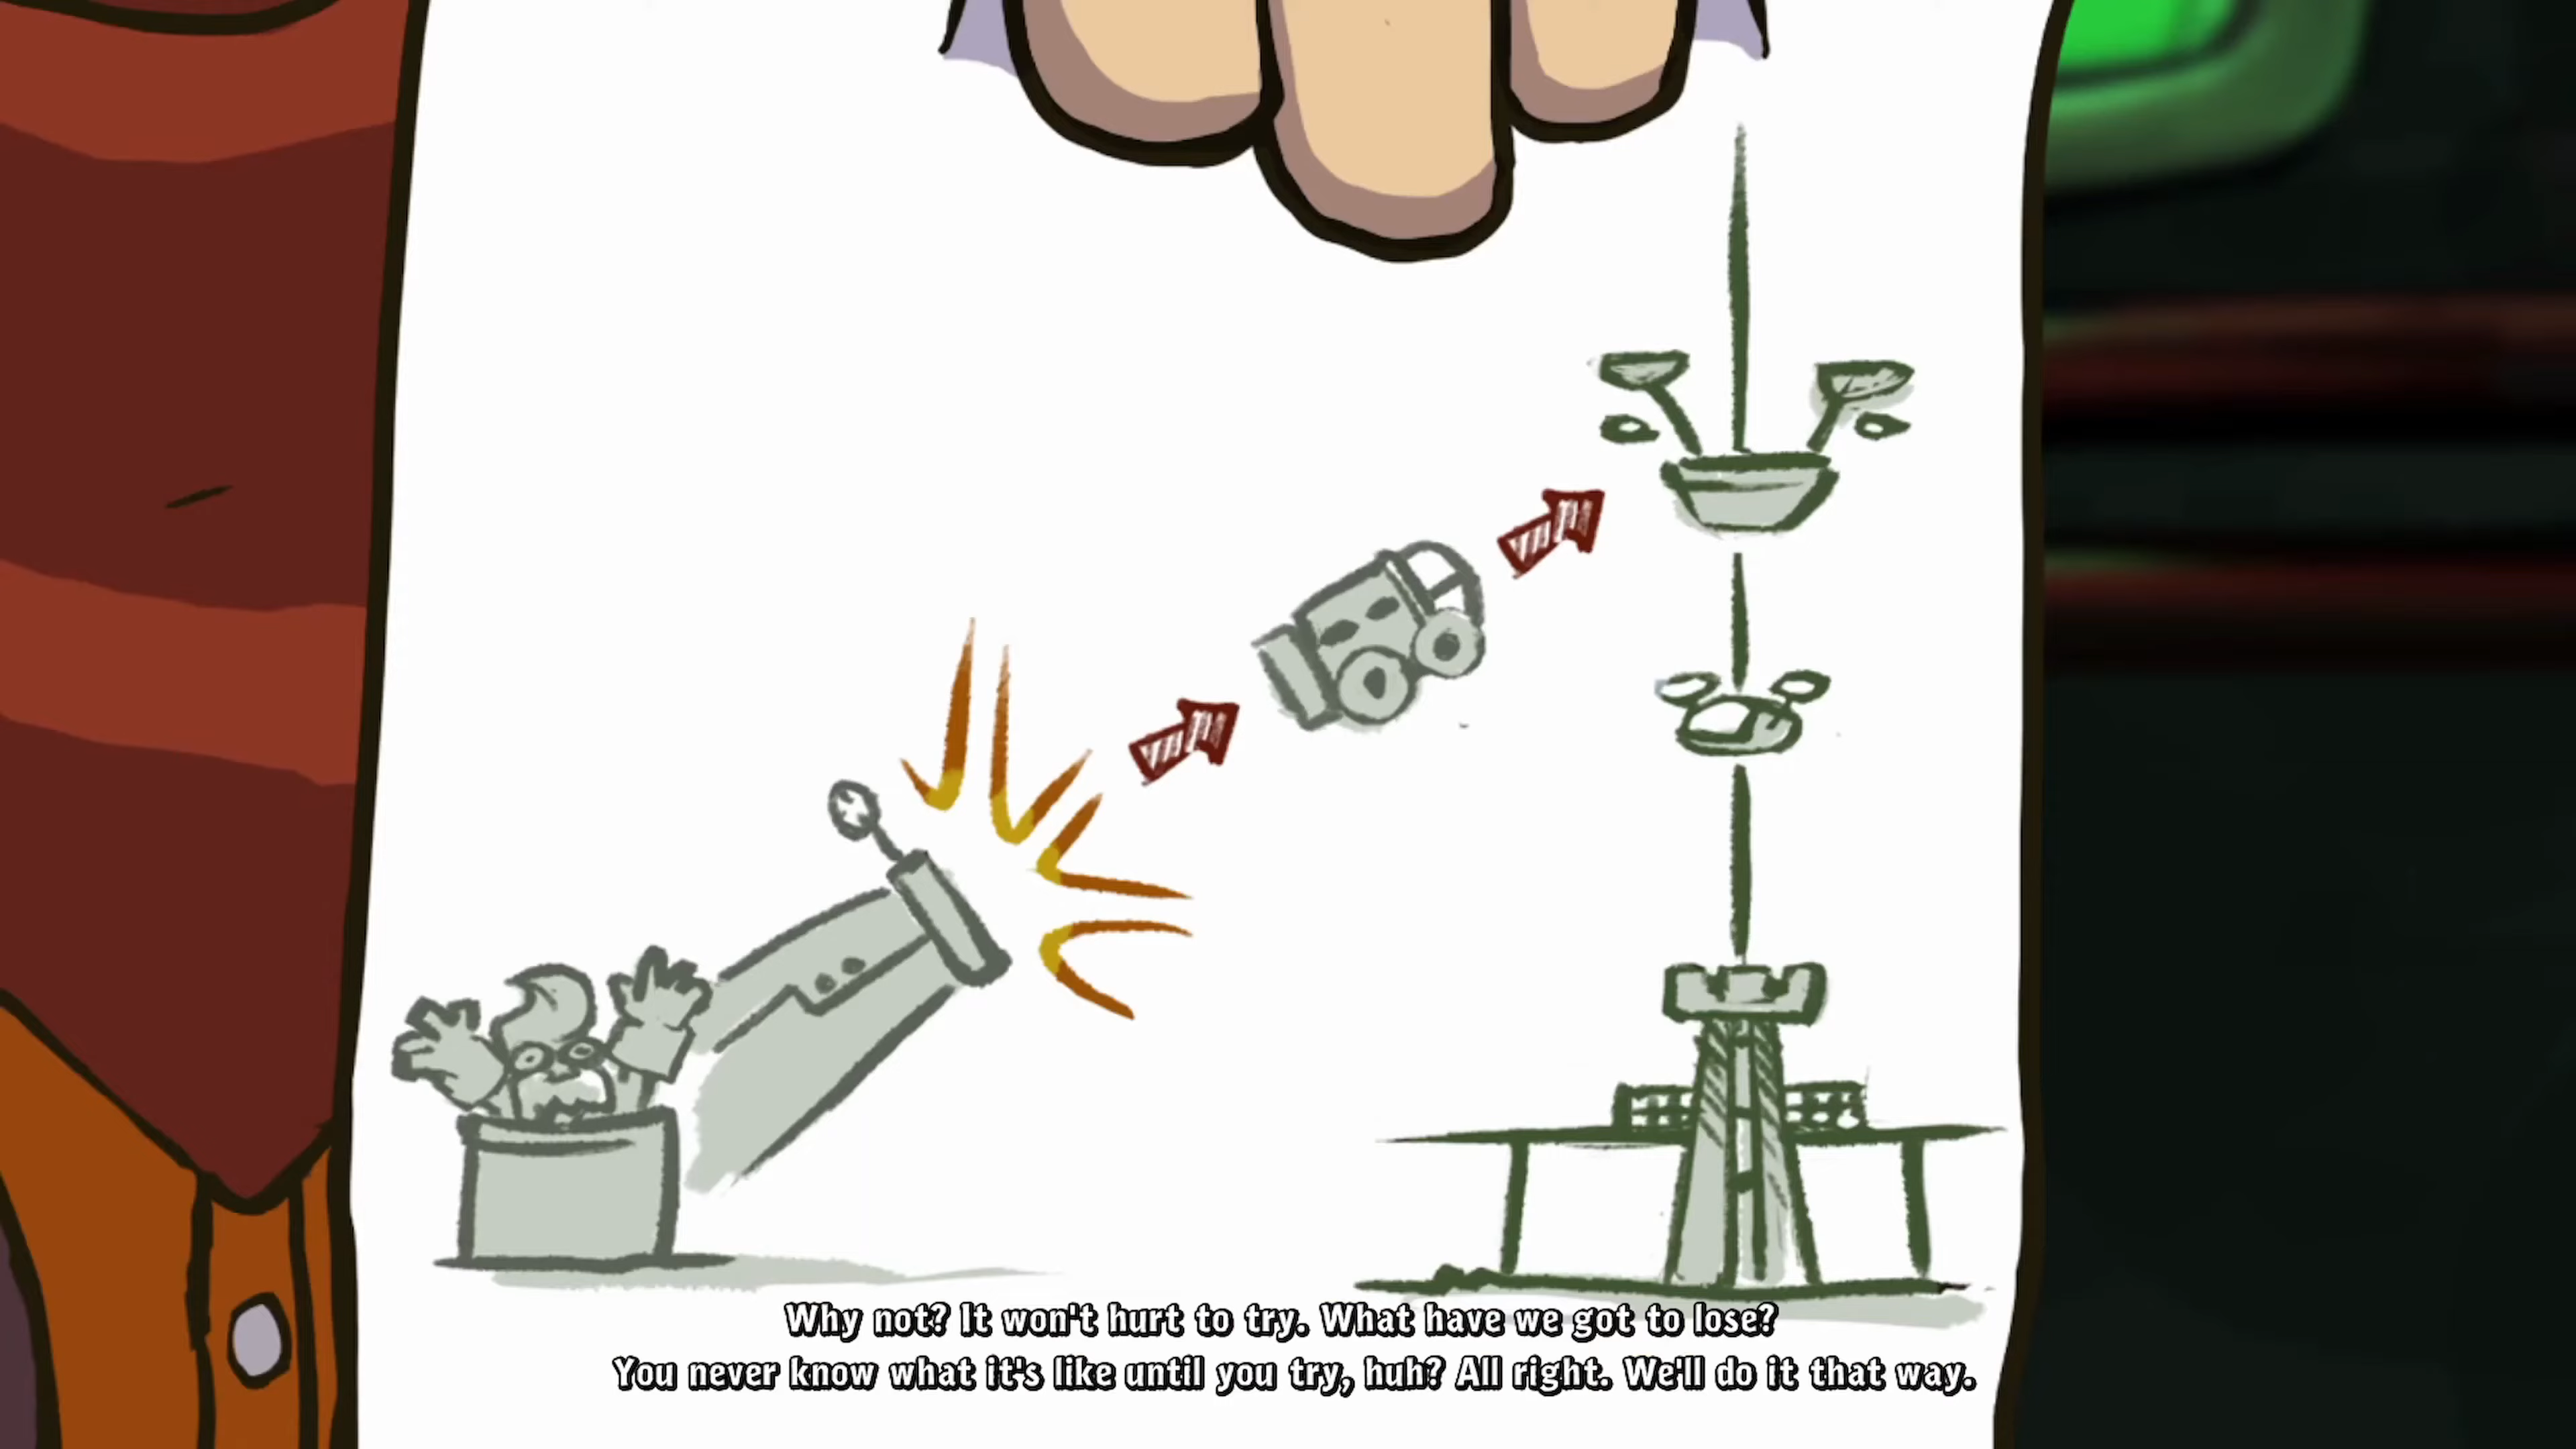 Why not? It won't hurt to try. What have we got to lose?
You never know what it's like until you try, huh? All right. We'll do it that way.